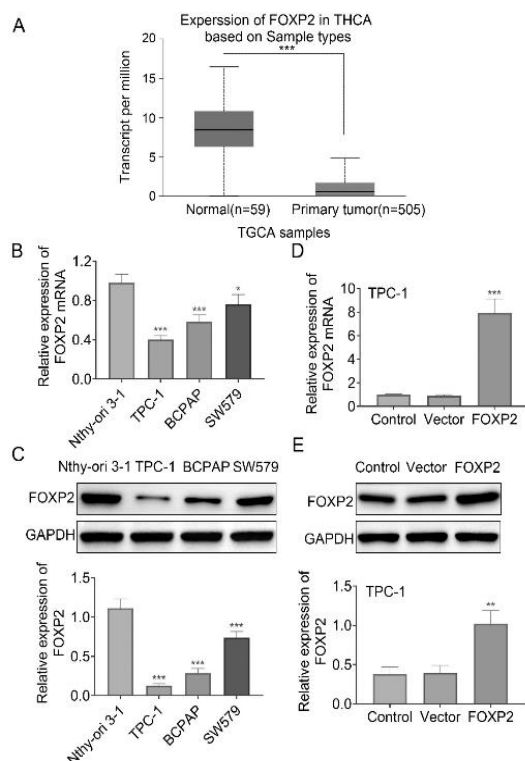 A
Experssion of FOXP2 in THCA
based on Sample types
***
Transcript per million
20
15
10
5
0
Normal(n=59) Primary tumor(n=505)
TGCA samples
B
Relative expression of
FOXP2 mRNA
1.2
0.8
0.4
0.0
***
***
*
Nthy-ori 3-1
TPC-1
BCPAP
SW579
D
Relative expression of
FOXP2 mRNA
10
8
6
4
2
0
TPC-1
***
Control Vector FOXP2
C
Nthy-ori 3-1 TPC-1 BCPAP SW579
FOXP2
GAPDH
Relative expression of
FOXP2
1.5
1.0
0.5
0.0
***
***
***
Nthy-ori 3-1
TPC-1
BCPAP
SW579
E
Control Vector FOXP2
FOXP2
GAPDH
Relative expression of
FOXP2
1.5
1.0
0.5
0.0
TPC-1
**
Control Vector FOXP2